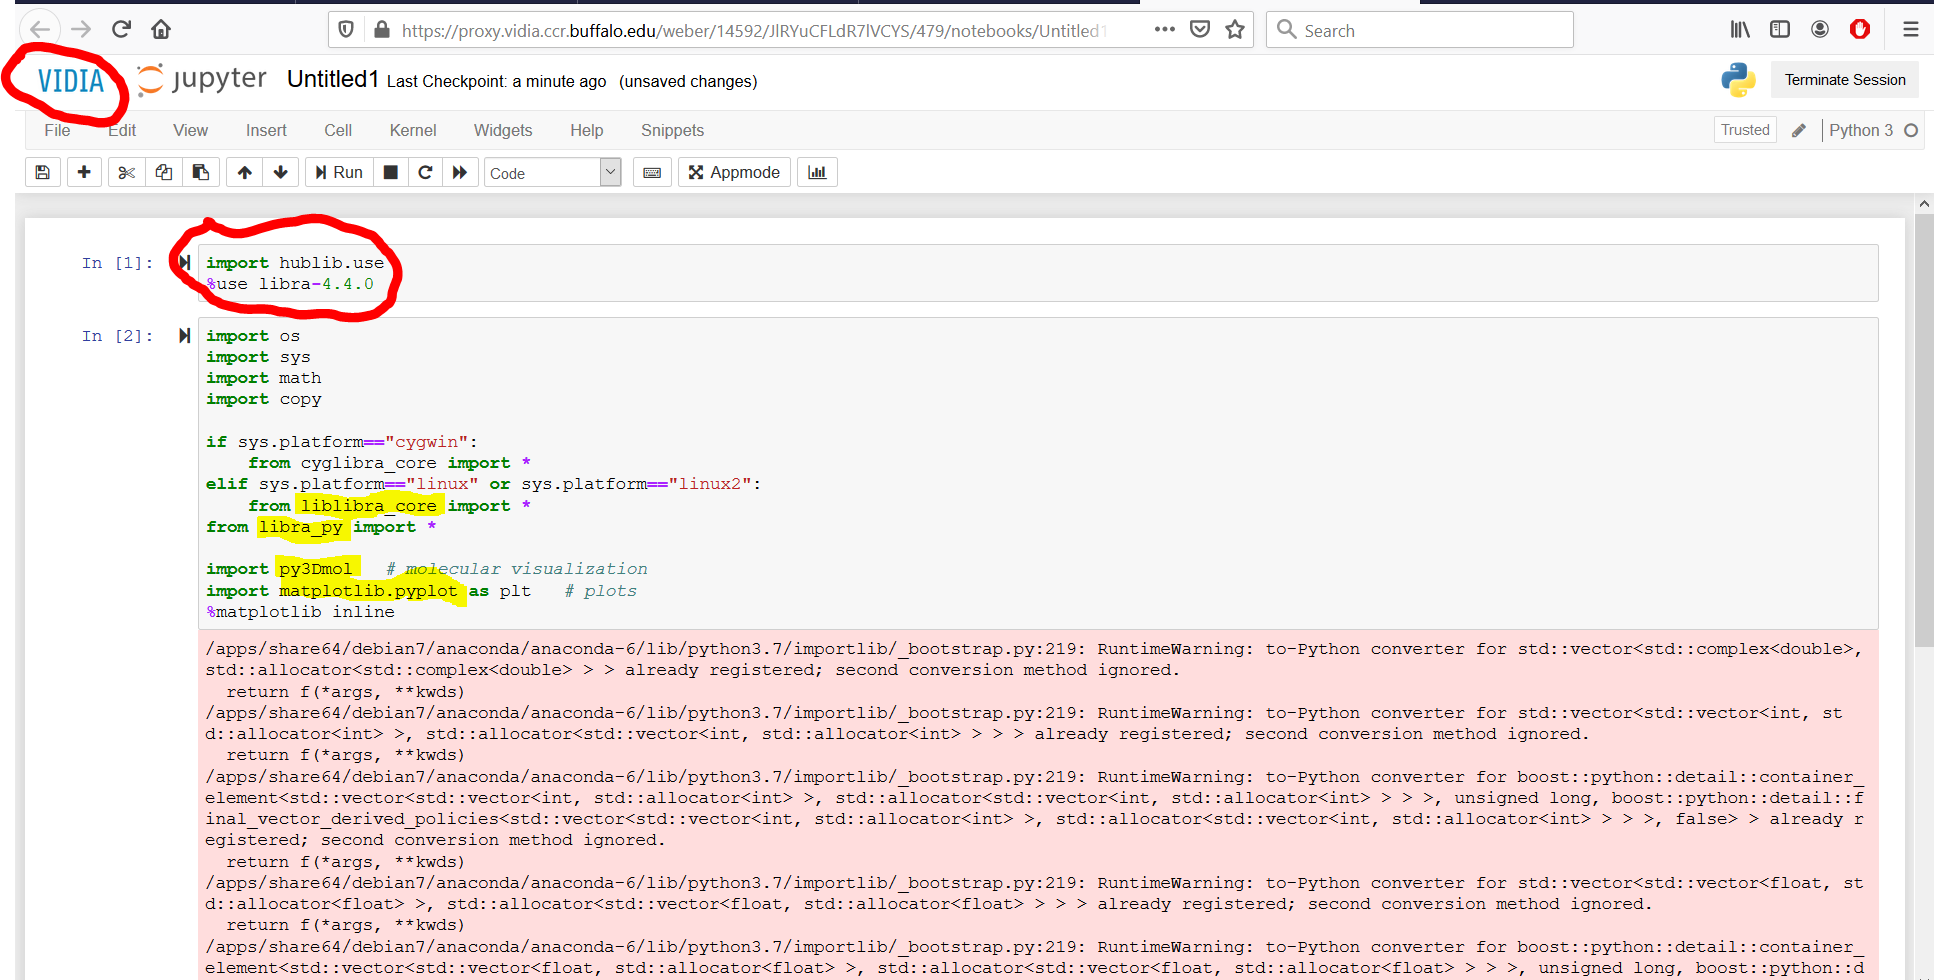 https://proxy.vidia.ccr.buffalo.edu/weber/14592/JlRYuCFLdR7lVCYS/479/notebooks/Untitled1
Search
VIDIA jupyter Untitled1 Last Checkpoint: a minute ago (unsaved changes)
Terminate Session
File Edit View Insert Cell Kernel Widgets Help Snippets
Trusted Python 3
Run Code Appmode
In [1]: import hublib.use
%use libra-4.4.0
In [2]: import os
import sys
import math
import copy
if sys.platform=="cygwin":
    from cyglibra_core import *
elif sys.platform=="linux" or sys.platform=="linux2":
    from liblibra_core import *
from libra_py import *
import py3Dmol   # molecular visualization
import matplotlib.pyplot as plt   # plots
%matplotlib inline
/apps/share64/debian7/anaconda/anaconda-6/lib/python3.7/importlib/_bootstrap.py:219: RuntimeWarning: to-Python converter for std::vector<std::complex<double>,
std::allocator<std::complex<double> > > already registered; second conversion method ignored.
  return f(*args, **kwds)
/apps/share64/debian7/anaconda/anaconda-6/lib/python3.7/importlib/_bootstrap.py:219: RuntimeWarning: to-Python converter for std::vector<std::vector<int, st
d::allocator<int> >, std::allocator<std::vector<int, std::allocator<int> > > > already registered; second conversion method ignored.
  return f(*args, **kwds)
/apps/share64/debian7/anaconda/anaconda-6/lib/python3.7/importlib/_bootstrap.py:219: RuntimeWarning: to-Python converter for boost::python::detail::container_
element<std::vector<std::vector<int, std::allocator<int> >, std::allocator<std::vector<int, std::allocator<int> > > >, unsigned long, boost::python::detail::f
inal_vector_derived_policies<std::vector<std::vector<int, std::allocator<int> >, std::allocator<std::vector<int, std::allocator<int> > > >, false> > already r
egistered; second conversion method ignored.
  return f(*args, **kwds)
/apps/share64/debian7/anaconda/anaconda-6/lib/python3.7/importlib/_bootstrap.py:219: RuntimeWarning: to-Python converter for std::vector<std::vector<float, st
d::allocator<float> >, std::allocator<std::vector<float, std::allocator<float> > > > already registered; second conversion method ignored.
  return f(*args, **kwds)
/apps/share64/debian7/anaconda/anaconda-6/lib/python3.7/importlib/_bootstrap.py:219: RuntimeWarning: to-Python converter for boost::python::detail::container_
element<std::vector<std::vector<float, std::allocator<float> >, std::allocator<std::vector<float, std::allocator<float> > > >, unsigned long, boost::python::d